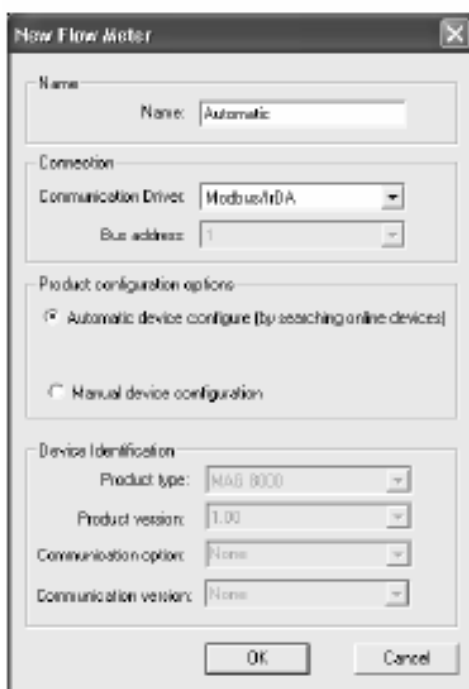 New Flow Meter
Name
Name: Automatic
Connection
Communication Driver: Modbus/IrDA
Bus address: 1
Product configuration options
Automatic device configure (by searching online devices)
Manual device configuration
Device Identification
Product type: MAG 8000
Product version: 1.00
Communication option: None
Communication version: None
OK Cancel